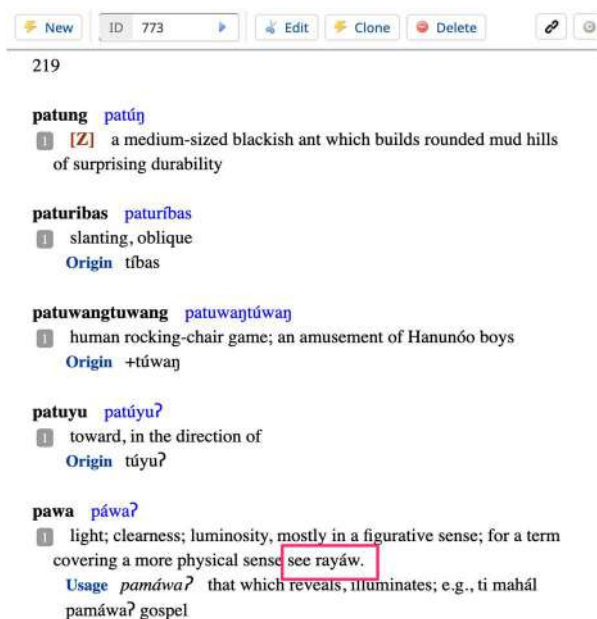 New ID 773 Edit Clone Delete
219
patung patúŋ
1 [Z] a medium-sized blackish ant which builds rounded mud hills
of surprising durability
paturibas paturíbas
1 slanting, oblique
Origin tíbas
patuwangtuwang patuwaŋtúwaŋ
1 human rocking-chair game; an amusement of Hanunóo boys
Origin +túwaŋ
patuyu patúyuʔ
1 toward, in the direction of
Origin túyuʔ
pawa páwaʔ
1 light; clearness; luminosity, mostly in a figurative sense; for a term
covering a more physical sense see rayáw.
Usage pamáwaʔ that which reveals, illuminates; e.g., ti mahál
pamáwaʔ gospel